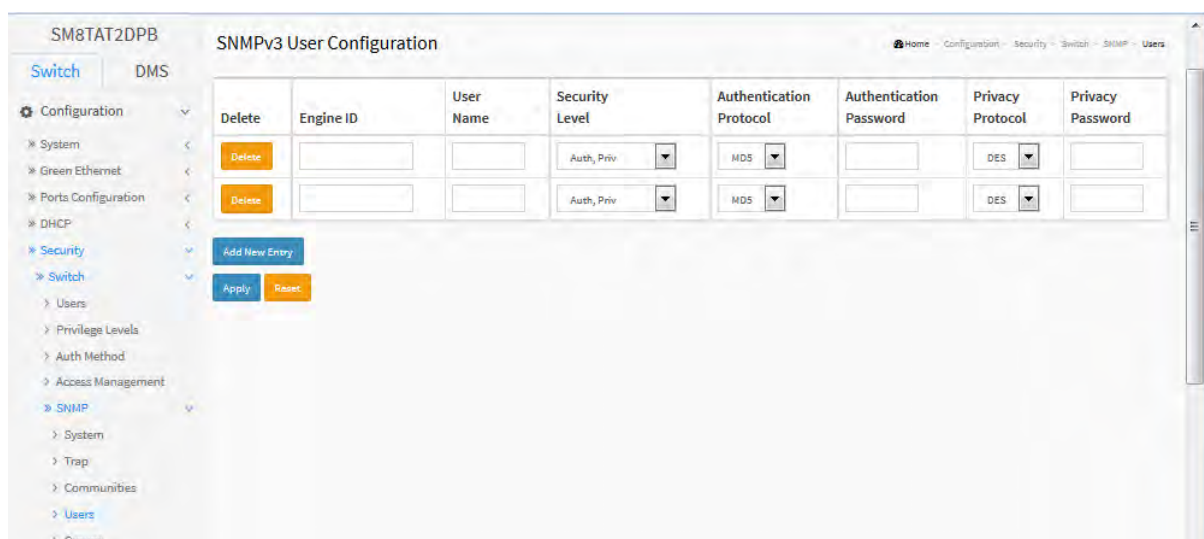 SM8TAT2DPB
Switch DMS
Configuration
System
Green Ethernet
Ports Configuration
DHCP
Security
Switch
Users
Privilege Levels
Auth Method
Access Management
SNMP
System
Trap
Communities
Users
SNMPv3 User Configuration
Home - Configuration - Security - Switch - SNMP - Users
Delete Engine ID User Name Security Level Authentication Protocol Authentication Password Privacy Protocol Privacy Password
Delete Auth, Priv MD5 DES
Delete Auth, Priv MD5 DES
Add New Entry
Apply Reset